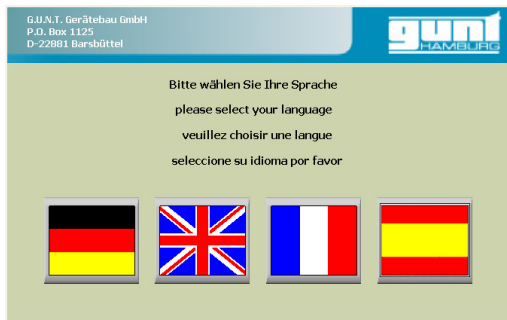 G.U.N.T. Gerätebau GmbH
P.O. Box 1125
D-22881 Barsbüttel
gunt
HAMBURG
Bitte wählen Sie Ihre Sprache
please select your language
veuillez choisir une langue
seleccione su idioma por favor